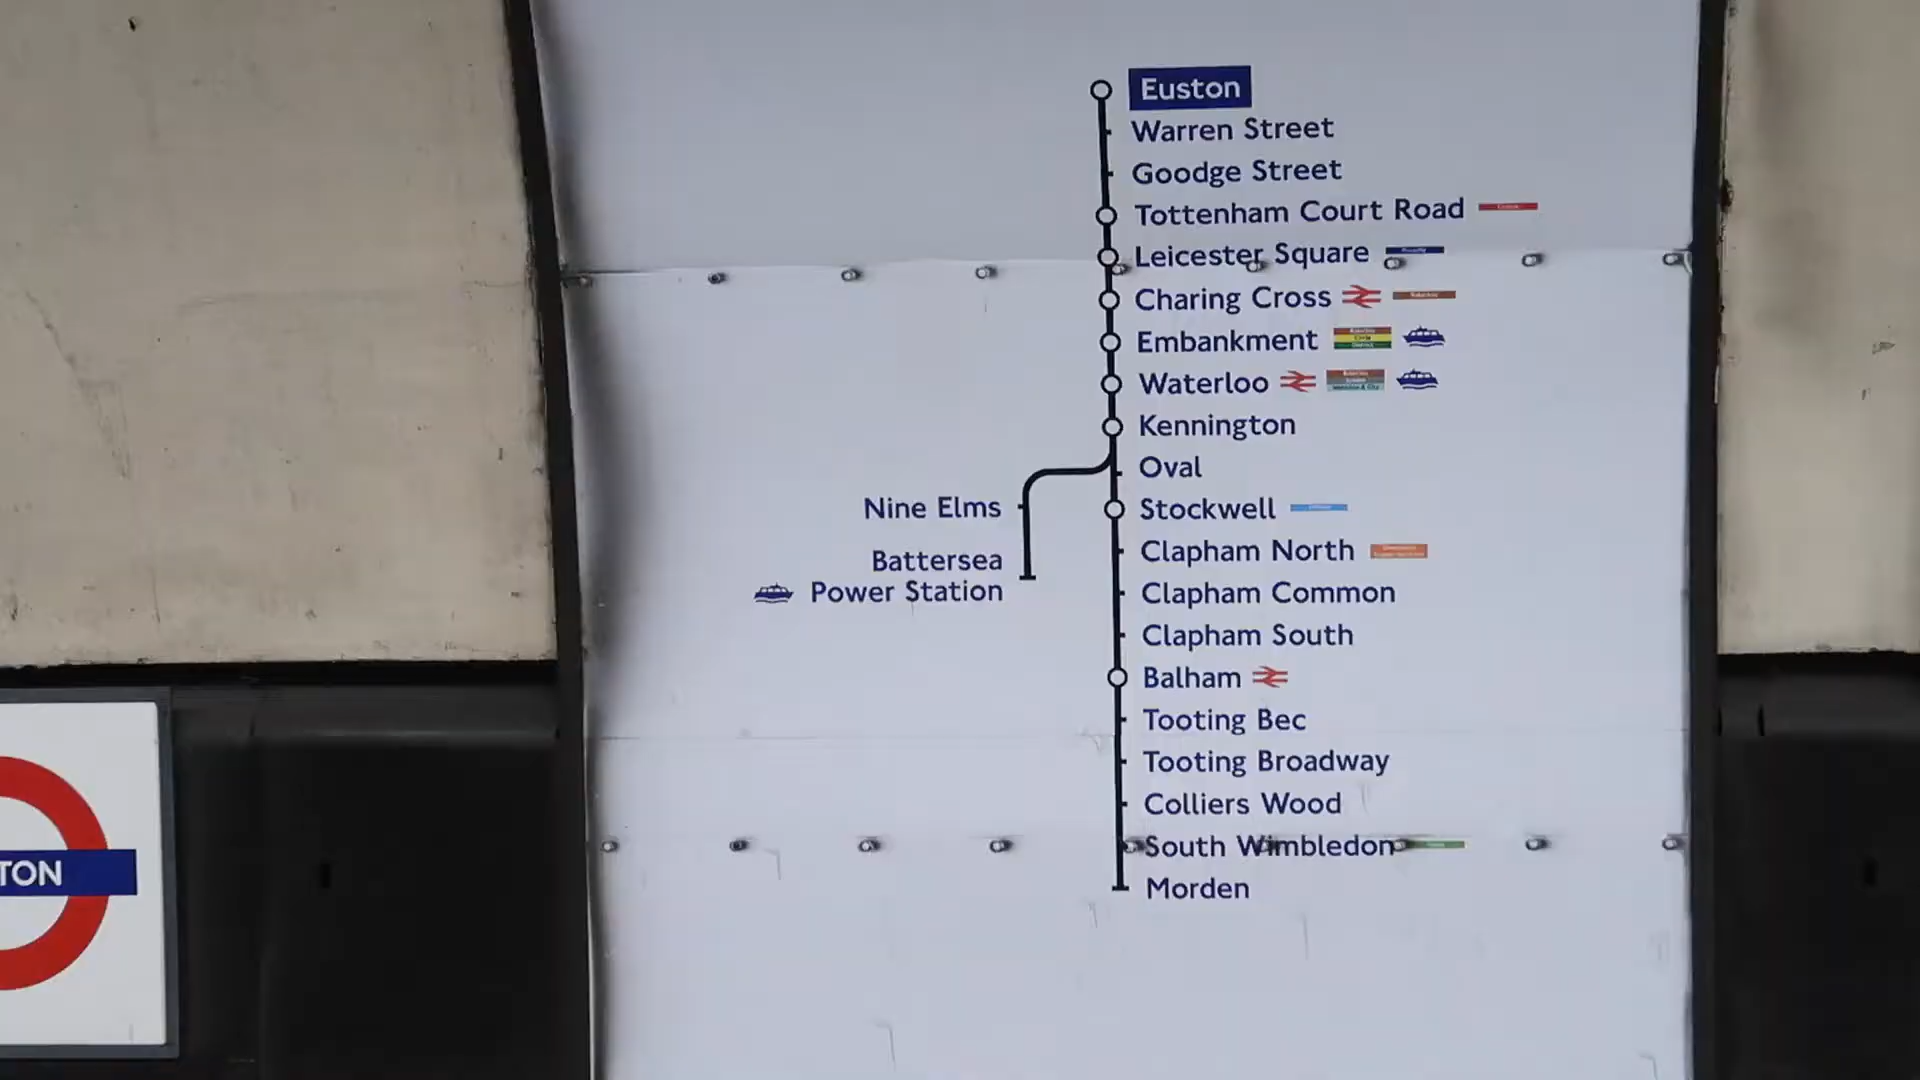 Euston
Warren Street
Goodge Street
Tottenham Court Road
Leicester Square
Charing Cross
Embankment
Waterloo
Kennington
Oval
Nine Elms
Stockwell
Clapham North
Battersea
Power Station
Clapham Common
Clapham South
Balham
Tooting Bec
Tooting Broadway
Colliers Wood
South Wimbledon
Morden
TON